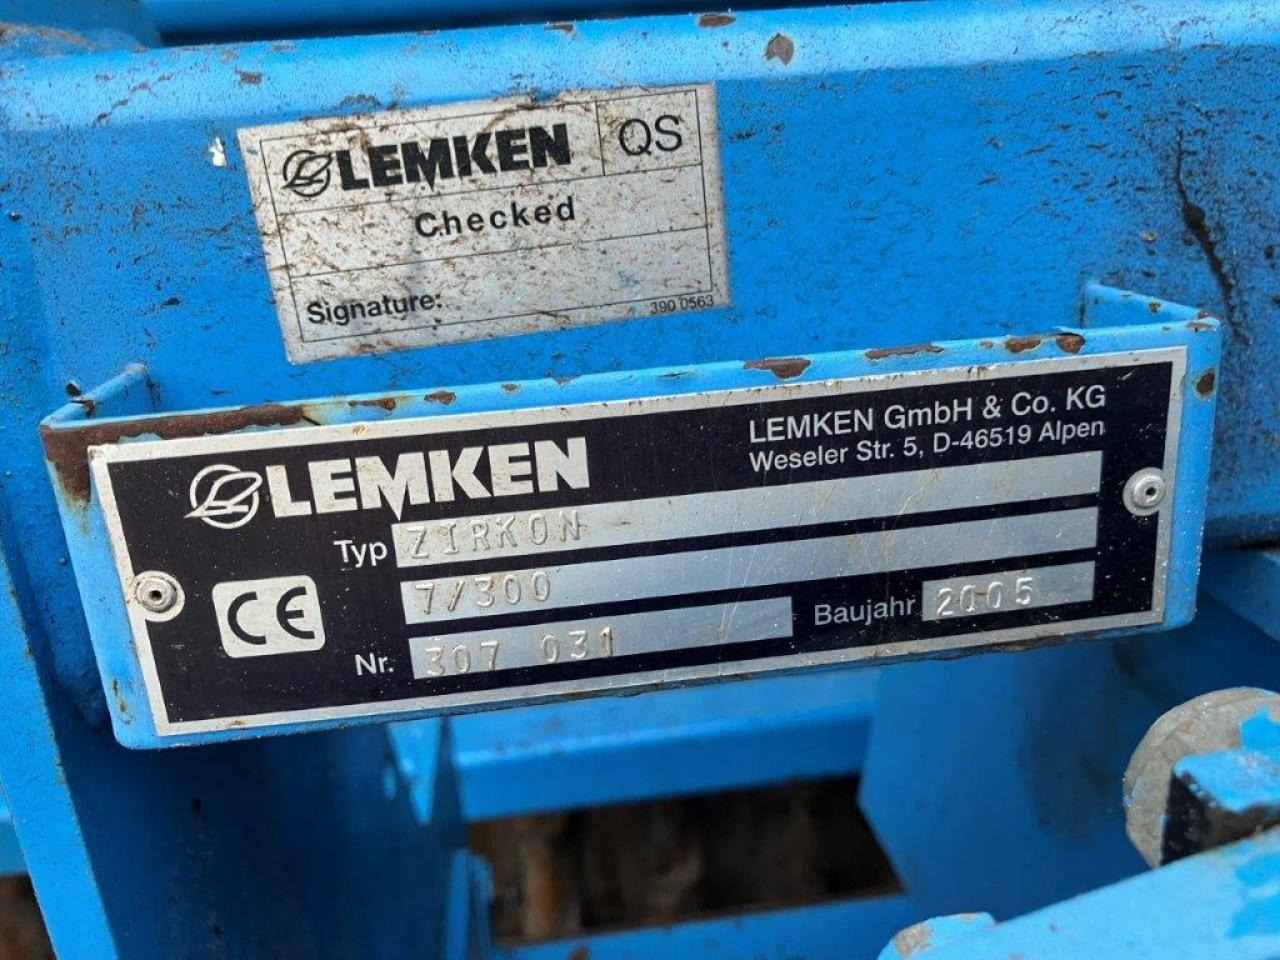 LEMKEN QS
Checked
Signature:
390 0563
LEMKEN
LEMKEN GmbH & Co. KG
Weseler Str. 5, D-46519 Alpen
Typ ZIRKON
7/300
CE
Nr. 307 031
Baujahr 2005